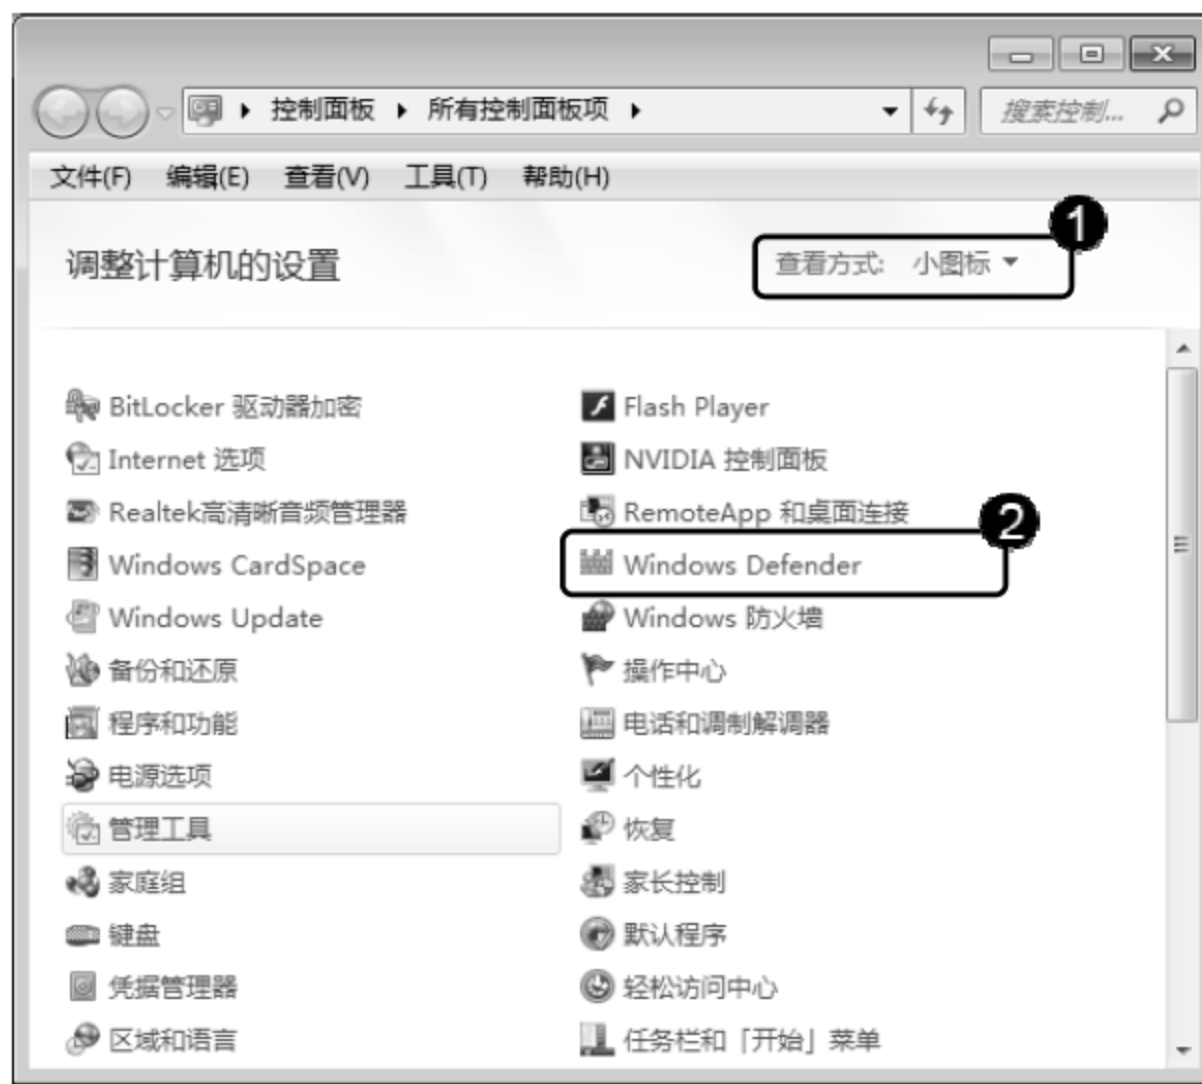 控制面板 所有控制面板项 搜索控制...
文件(F) 编辑(E) 查看(V) 工具(T) 帮助(H)
1
调整计算机的设置 查看方式: 小图标
BitLocker 驱动器加密 Flash Player
Internet 选项 NVIDIA 控制面板
Realtek高清晰音频管理器 RemoteApp 和桌面连接
2
Windows CardSpace Windows Defender
Windows Update Windows 防火墙
备份和还原 操作中心
程序和功能 电话和调制解调器
电源选项 个性化
管理工具 恢复
家庭组 家长控制
键盘 默认程序
凭据管理器 轻松访问中心
区域和语言 任务栏和「开始」菜单